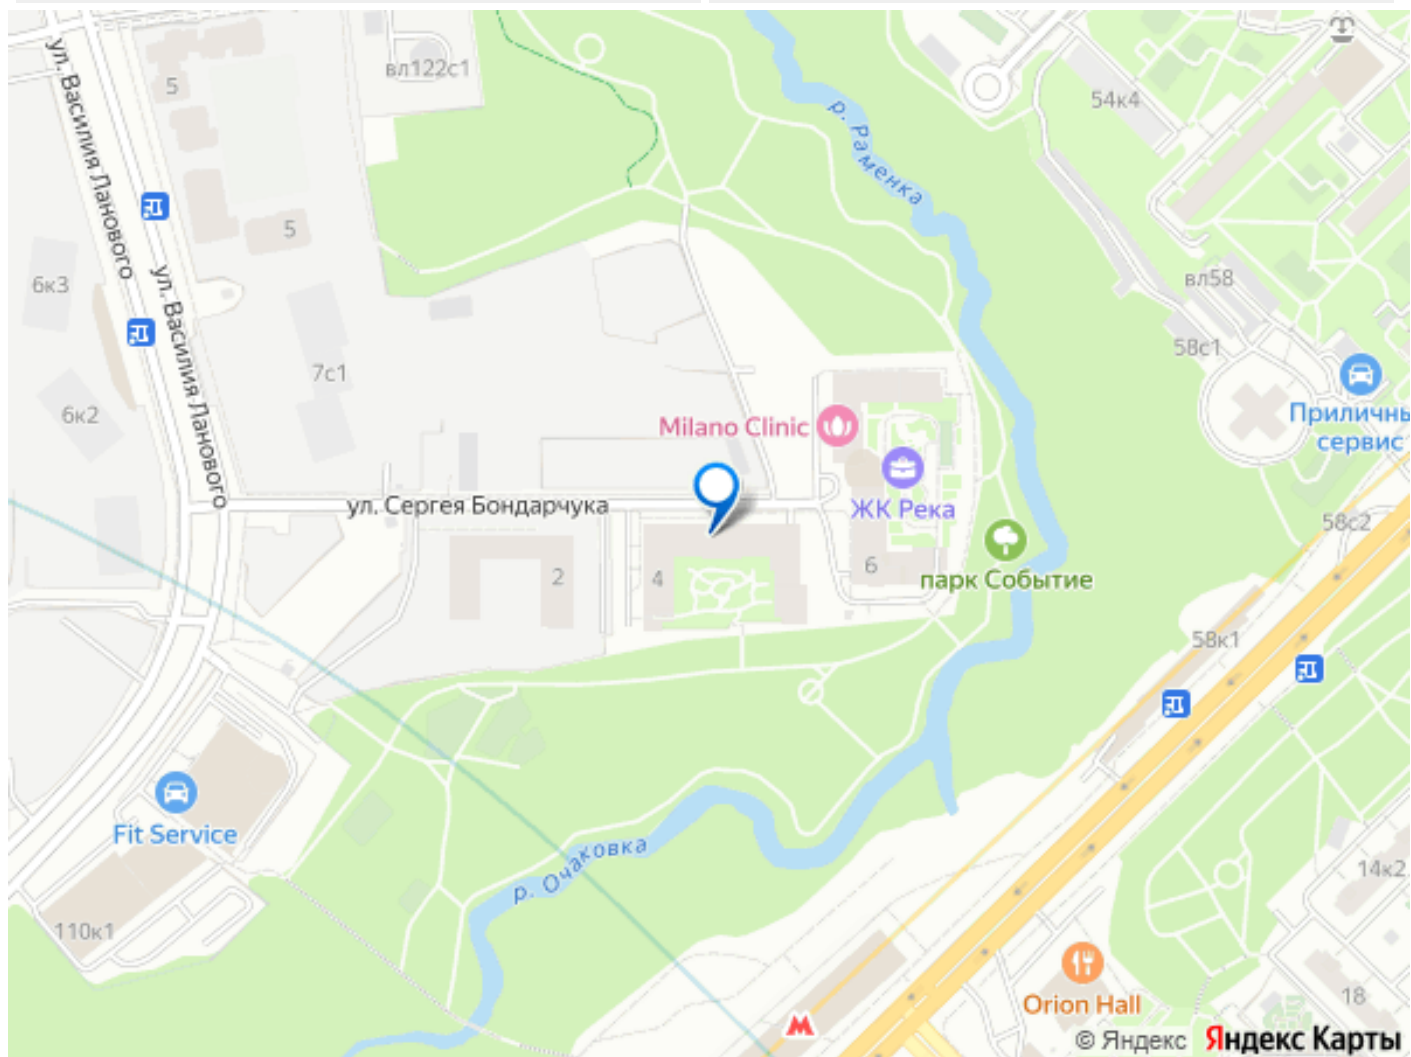 ул. Василия Ланового
5
вл122с1
54к4
р. Раменка
5
ул. Василия Ланового
6к3
вл58
58с1
7с1
6к2
Milano Clinic
Приличны
сервис
ул. Сергея Бондарчука
ЖК Река
58с2
2
4
6
парк Событие
58к1
Fit Service
р. Очаковка
14к2
110к1
18
Orion Hall
© Яндекс Яндекс Карты